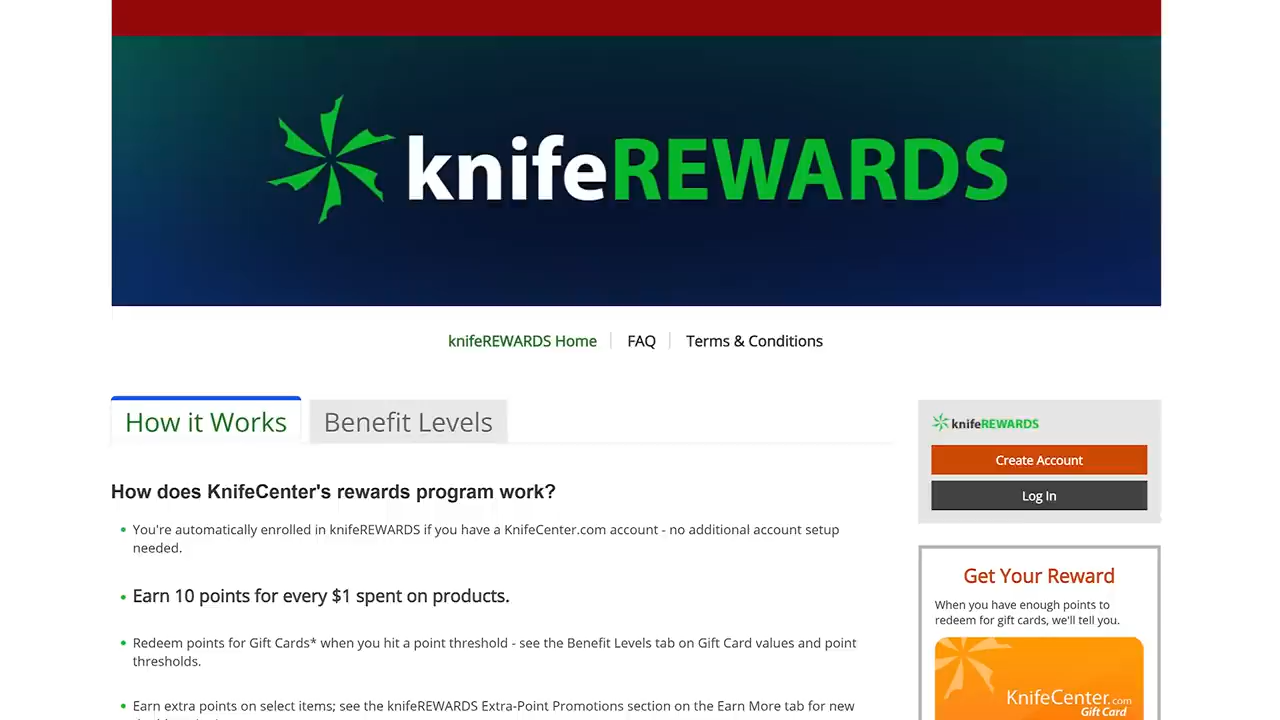 knifeREWARDS
knifeREWARDS Home
FAQ
Terms & Conditions
How it Works
Benefit Levels
How does KnifeCenter's rewards program work?
You're automatically enrolled in knifeREWARDS if you have a KnifeCenter.com account - no additional account setup
needed.
Earn 10 points for every $1 spent on products.
Redeem points for Gift Cards* when you hit a point threshold - see the Benefit Levels tab on Gift Card values and point
thresholds.
Earn extra points on select items; see the knifeREWARDS Extra-Point Promotions section on the Earn More tab for new
knifeREWARDS
Create Account
Log In
Get Your Reward
When you have enough points to
redeem for gift cards, we'll tell you.
KnifeCenter.com
Gift Card